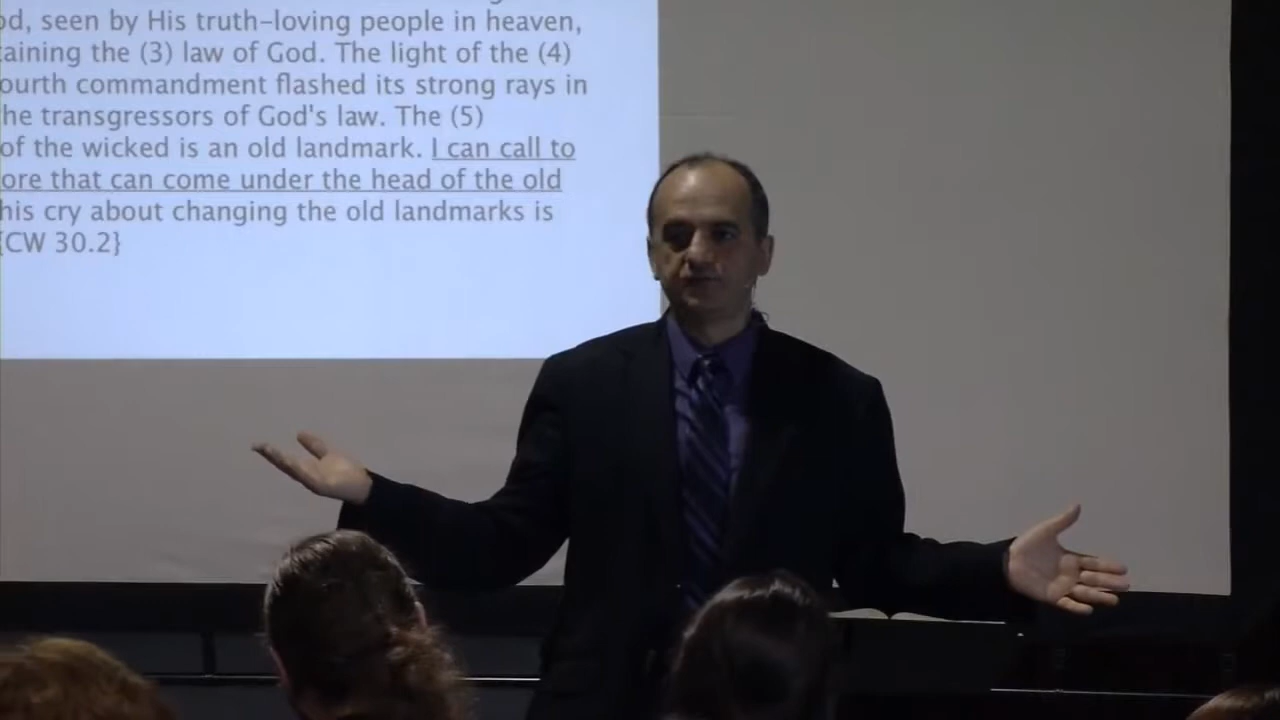 od, seen by His truth-loving people in heaven,
taining the (3) law of God. The light of the (4)
ourth commandment flashed its strong rays in
he transgressors of God's law. The (5)
of the wicked is an old landmark. I can call to
ore that can come under the head of the old
his cry about changing the old landmarks is
{CW 30.2}